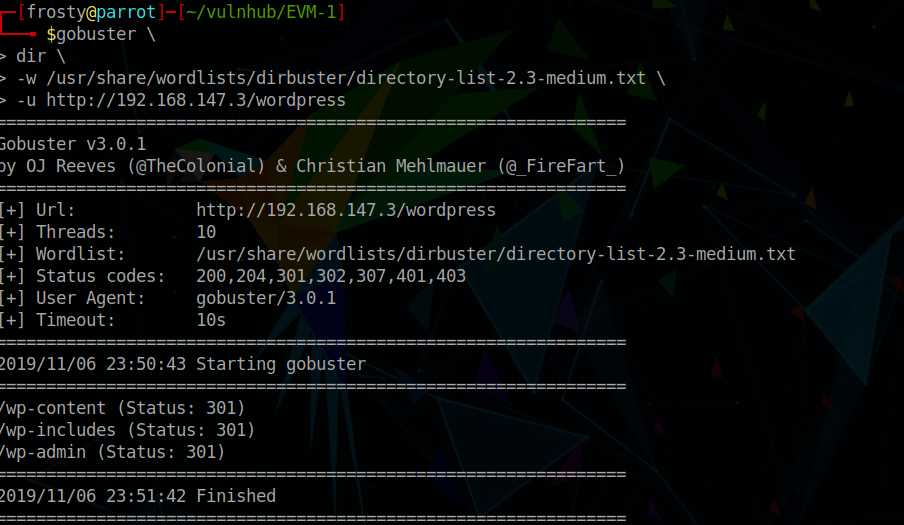 [frosty@parrot]─[~/vulnhub/EVM-1]
$gobuster \
> dir \
> -w /usr/share/wordlists/dirbuster/directory-list-2.3-medium.txt \
> -u http://192.168.147.3/wordpress
===============================================================
Gobuster v3.0.1
by OJ Reeves (@TheColonial) & Christian Mehlmauer (@_FireFart_)
===============================================================
[+] Url:            http://192.168.147.3/wordpress
[+] Threads:        10
[+] Wordlist:       /usr/share/wordlists/dirbuster/directory-list-2.3-medium.txt
[+] Status codes:   200,204,301,302,307,401,403
[+] User Agent:     gobuster/3.0.1
[+] Timeout:        10s
===============================================================
2019/11/06 23:50:43 Starting gobuster
===============================================================
/wp-content (Status: 301)
/wp-includes (Status: 301)
/wp-admin (Status: 301)
===============================================================
2019/11/06 23:51:42 Finished
===============================================================